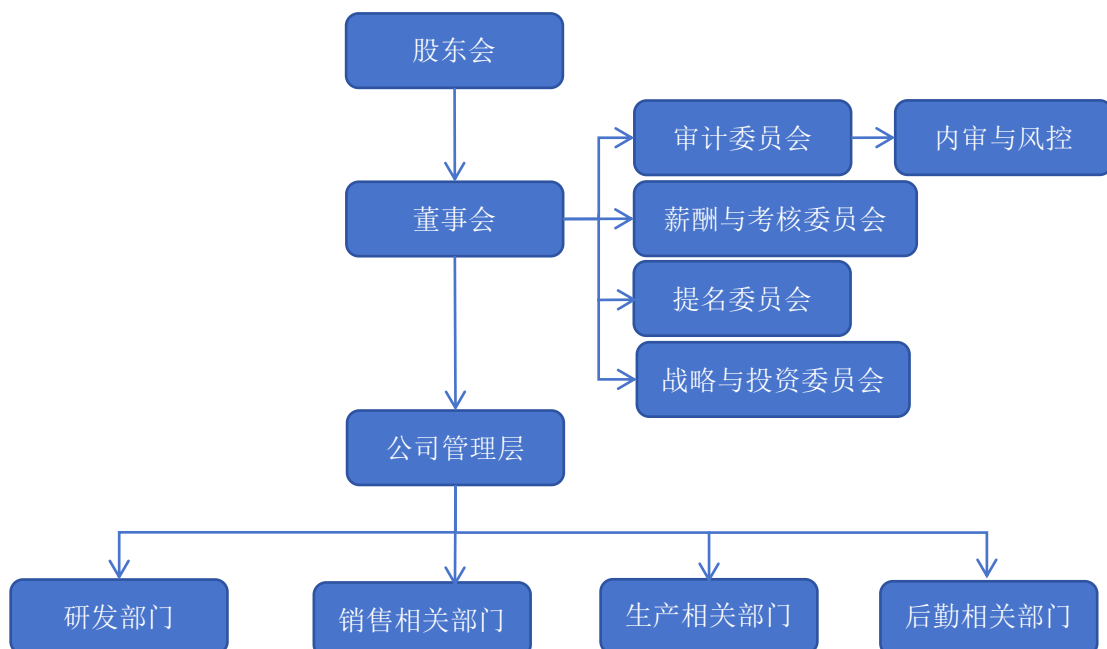 股东会
审计委员会
内审与风控
董事会
薪酬与考核委员会
提名委员会
战略与投资委员会
公司管理层
研发部门
销售相关部门
生产相关部门
后勤相关部门